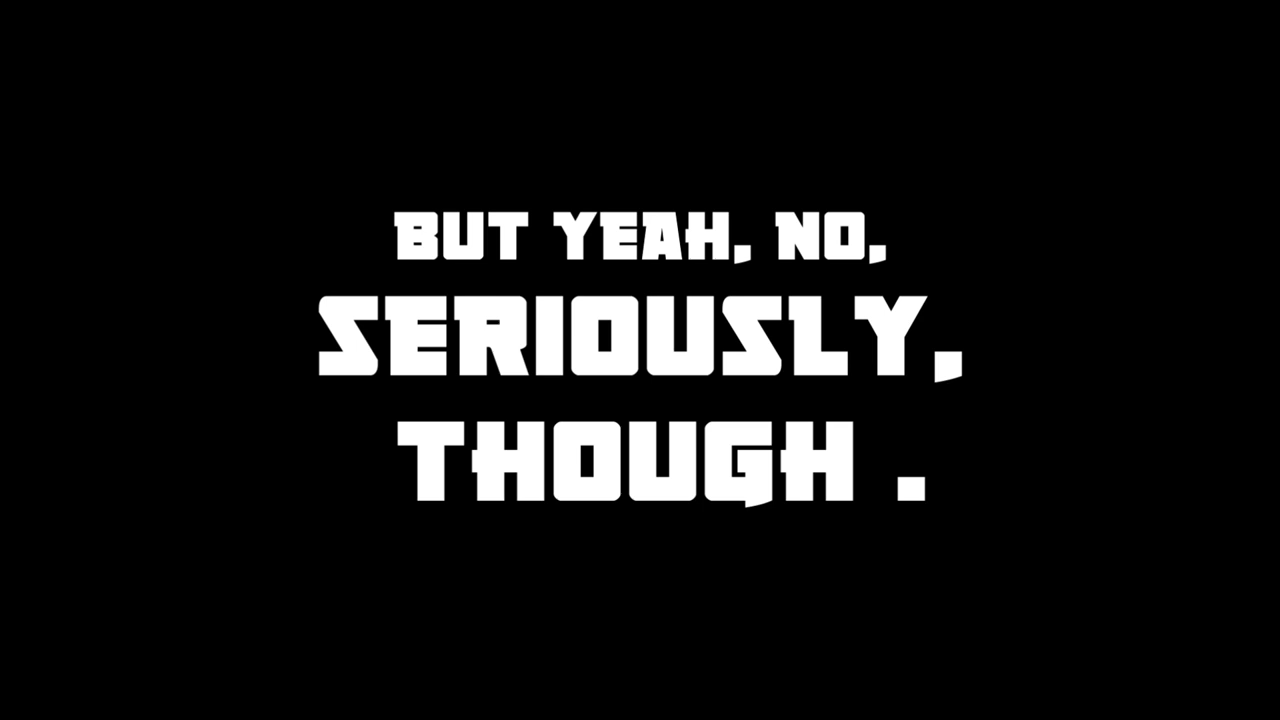 BUT YEAH, NO,
SERIOUSLY,
THOUGH .